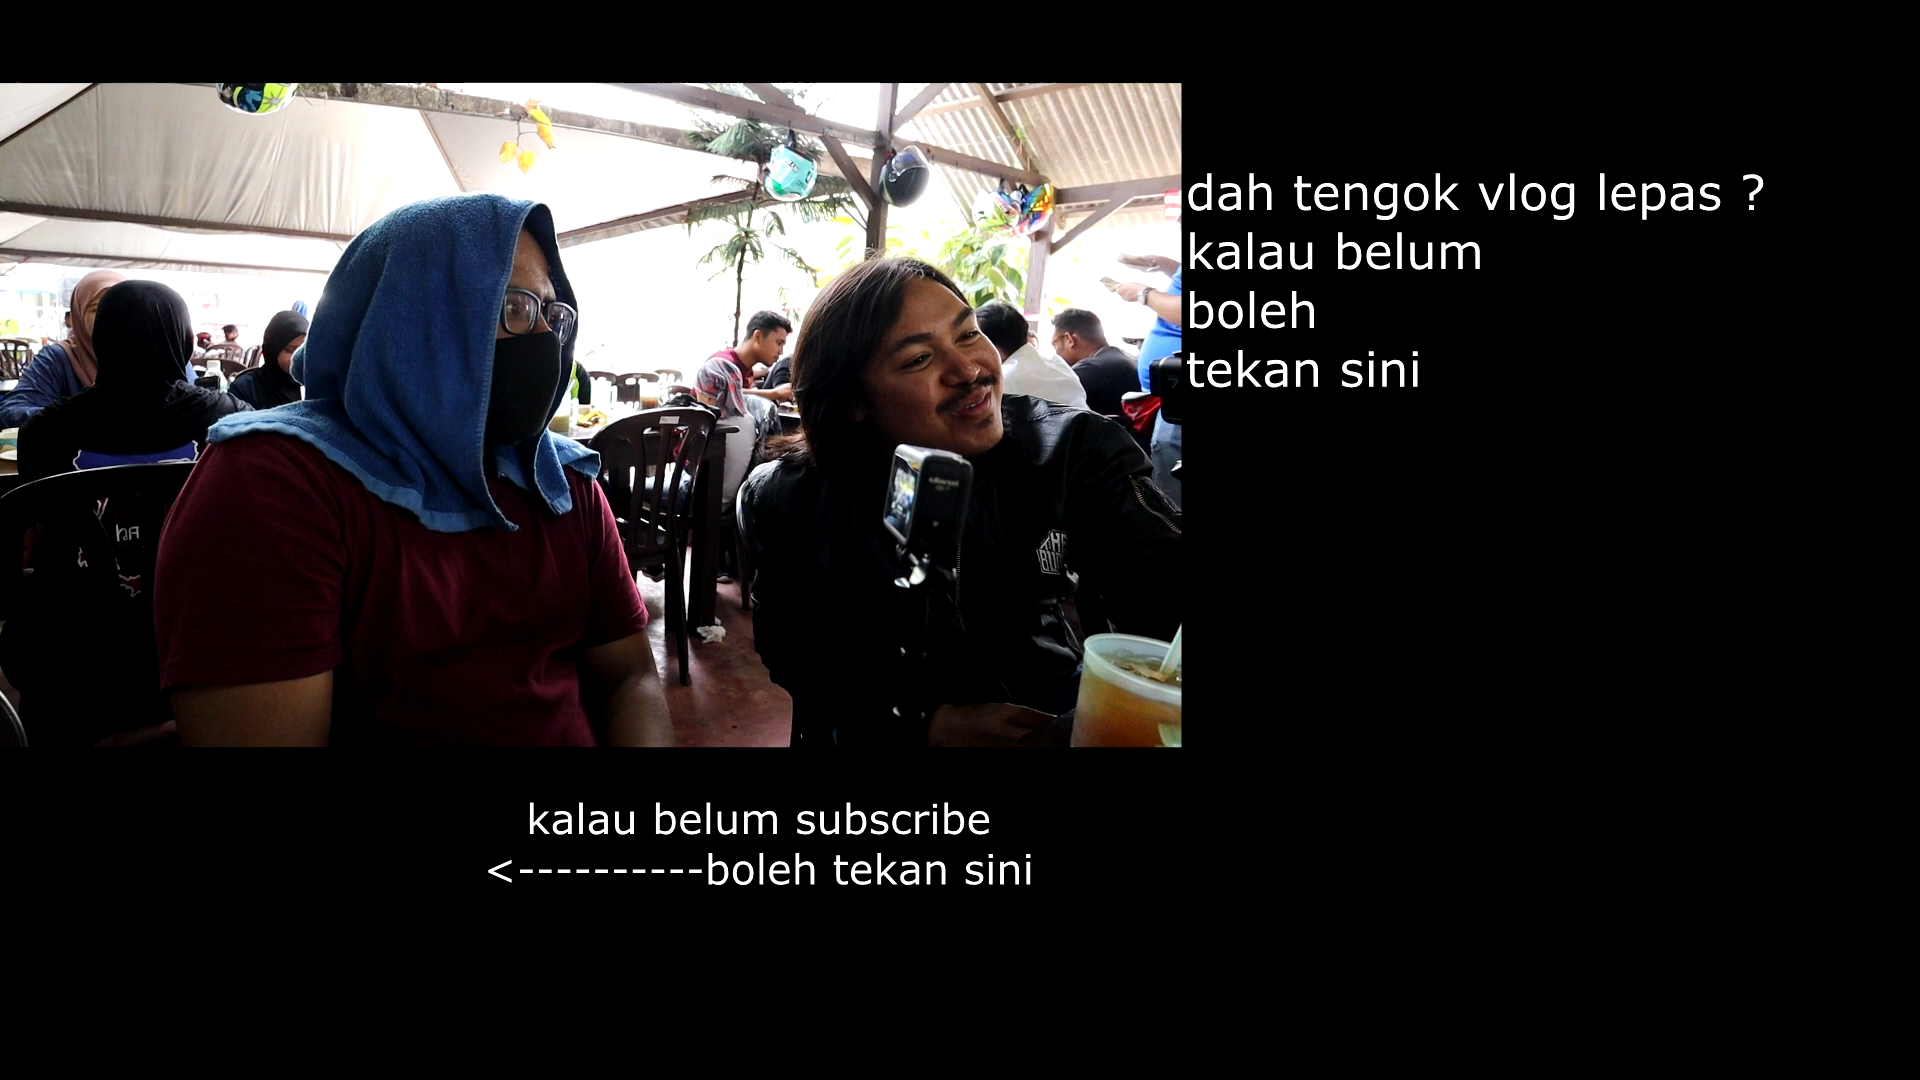 dah tengok vlog lepas ?
kalau belum
boleh
tekan sini
kalau belum subscribe
<----------boleh tekan sini